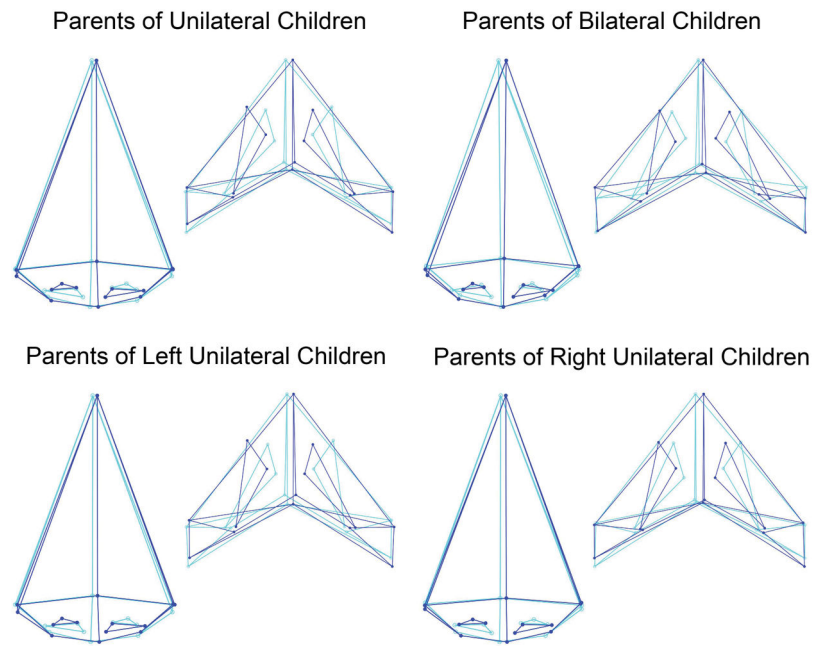 Parents of Unilateral Children
Parents of Bilateral Children
Parents of Left Unilateral Children
Parents of Right Unilateral Children